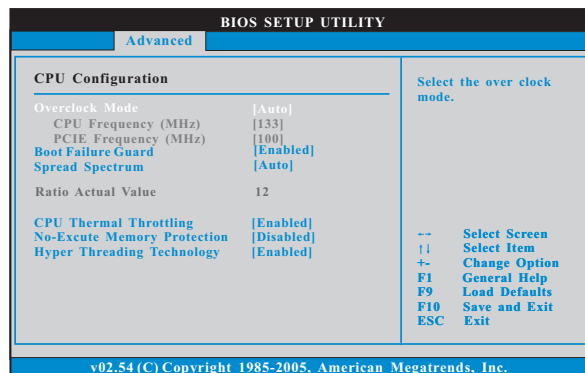 BIOS SETUP UTILITY
Advanced
CPU Configuration
Overclock Mode [Auto]
CPU Frequency (MHz) [133]
PCIE Frequency (MHz) [100]
Boot Failure Guard [Enabled]
Spread Spectrum [Auto]
Ratio Actual Value 12
CPU Thermal Throttling [Enabled]
No-Excute Memory Protection [Disabled]
Hyper Threading Technology [Enabled]
Select the over clock
mode.
←→ Select Screen
↑↓ Select Item
+- Change Option
F1 General Help
F9 Load Defaults
F10 Save and Exit
ESC Exit
v02.54 (C) Copyright 1985-2005, American Megatrends, Inc.